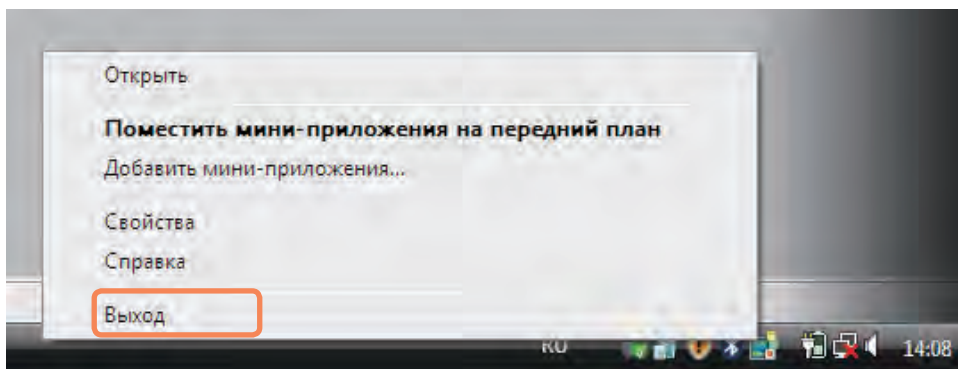 Открыть
Поместить мини-приложения на передний план
Добавить мини-приложения...
Свойства
Справка
Выход
RU
14:08